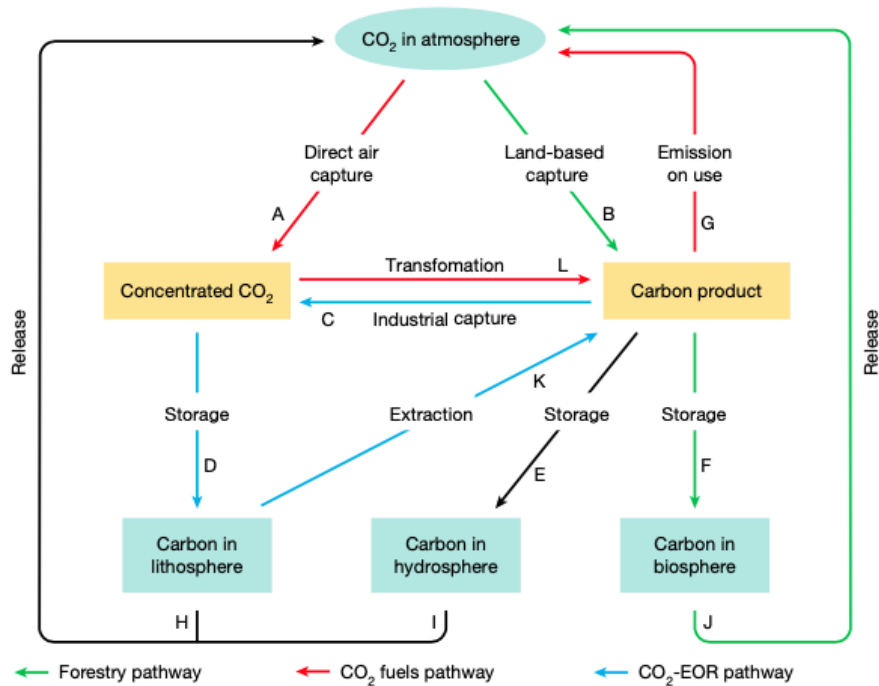 CO₂ in atmosphere
Direct air
capture
Land-based
capture
Emission
on use
A
B
G
Concentrated CO₂
Transfomation
L
Carbon product
C
Industrial capture
Release
Release
K
Storage
Extraction
Storage
Storage
D
E
F
Carbon in
lithosphere
Carbon in
hydrosphere
Carbon in
biosphere
H
I
J
Forestry pathway
CO₂ fuels pathway
CO₂-EOR pathway